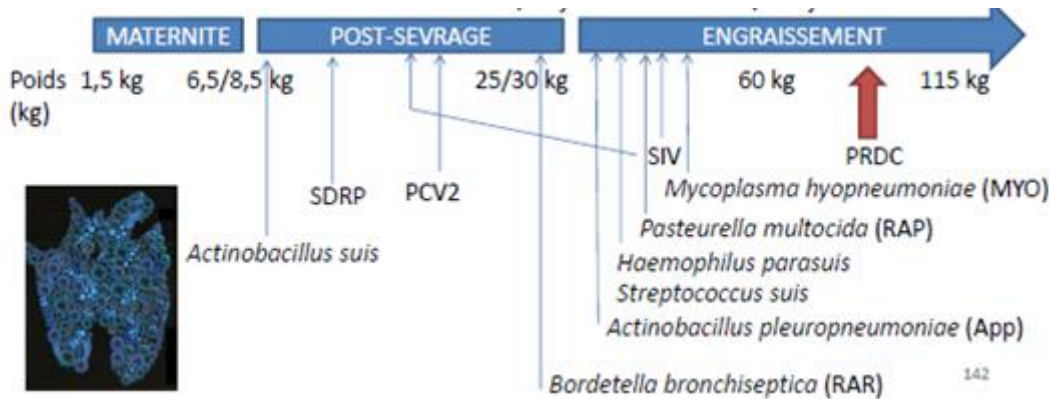 MATERNITE POST-SEVRAGE ENGRAISSEMENT
Poids 1,5 kg 6,5/8,5 kg 25/30 kg 60 kg 115 kg
(kg)
SIV PRDC
SDRP PCV2
Mycoplasma hyopneumoniae (MYO)
Pasteurella multocida (RAP)
Actinobacillus suis
Haemophilus parasuis
Streptococcus suis
Actinobacillus pleuropneumoniae (App)
142
Bordetella bronchiseptica (RAR)